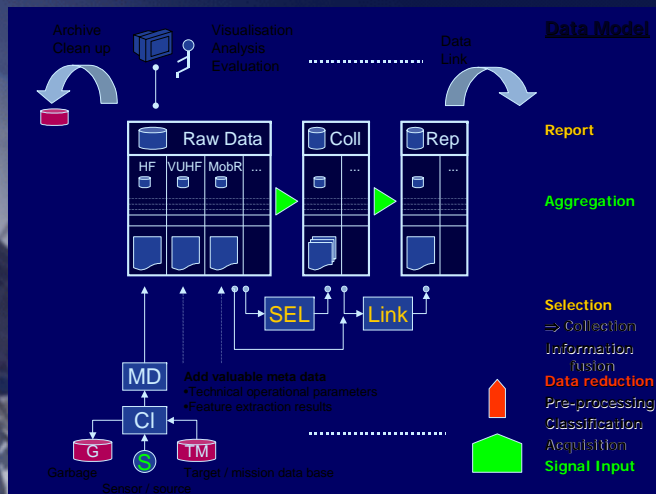 Archive
Clean up
Visualisation
Analysis
Evaluation
Data
Link
Data Model
Raw Data
Coll
Rep
HF
VUHF
MobR
...
...
...
Report
Aggregation
SEL
Link
Selection
⇒ Collection
Information
fusion
Data reduction
Pre-processing
Classification
Acquisition
Signal Input
MD
Add valuable meta data
•Technical operational parameters
•Feature extraction results
CI
G
S
TM
Garbage
Target / mission data base
Sensor / source